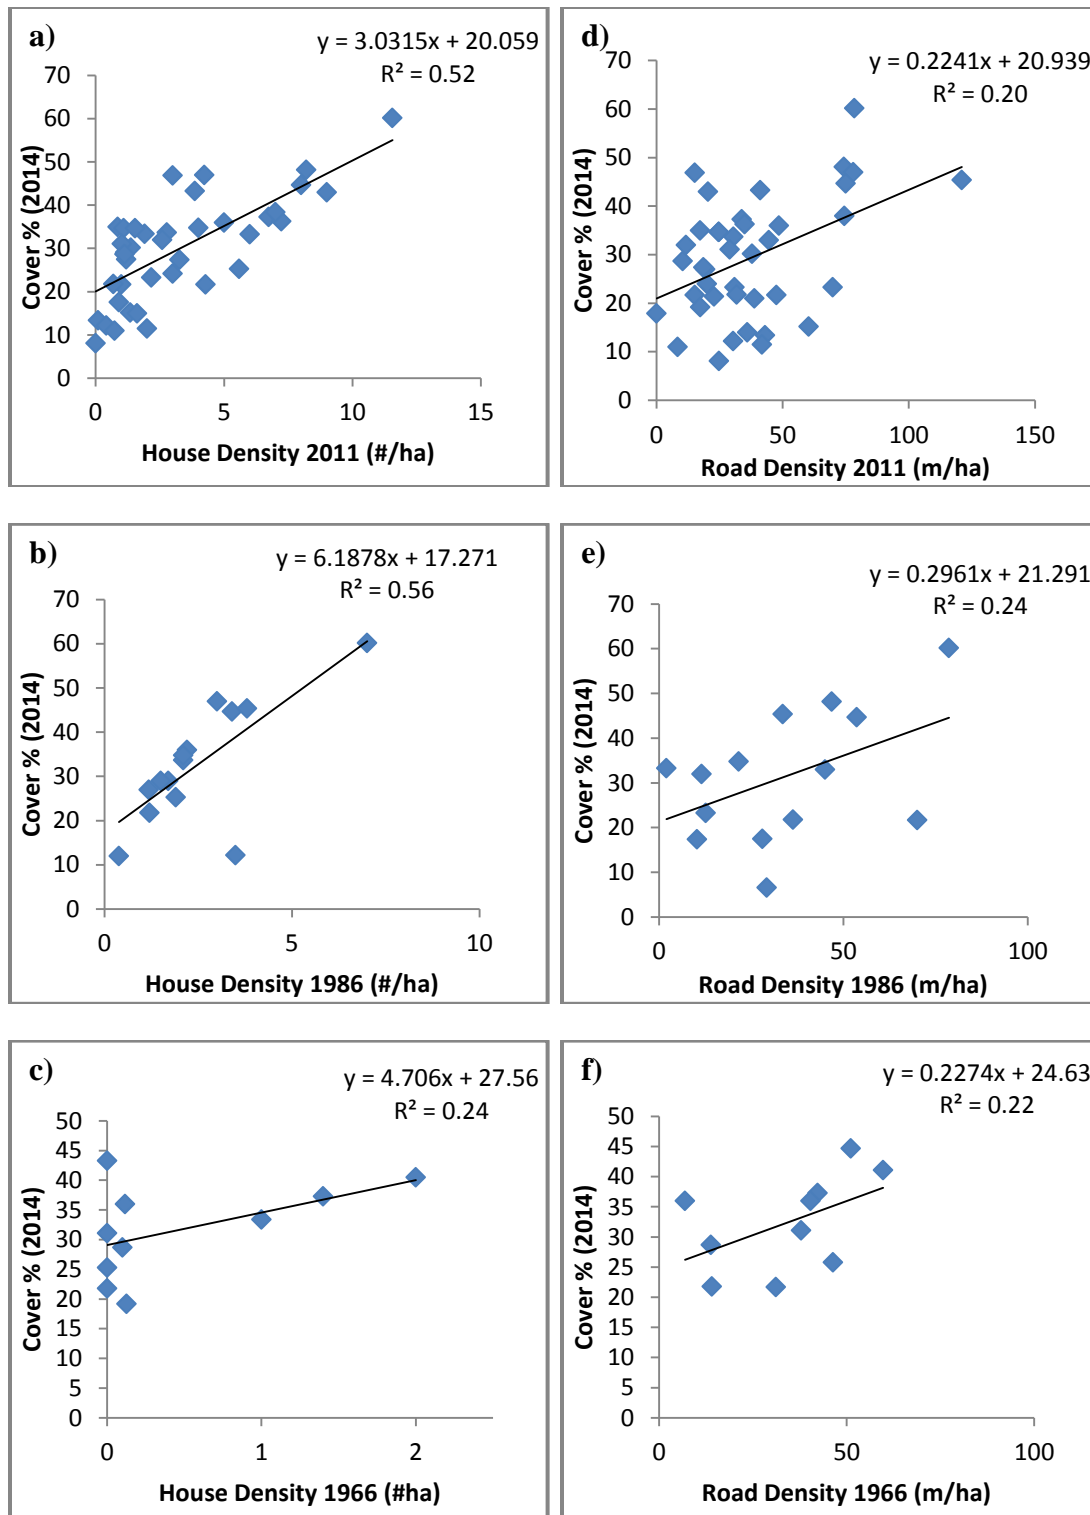 a)
y = 3.0315x + 20.059
R² = 0.52
70
60
50
40
30
20
10
0
Cover % (2014)
0 5 10 15
House Density 2011 (#/ha)
d)
y = 0.2241x + 20.939
R² = 0.20
70
60
50
40
30
20
10
0
Cover % (2014)
0 50 100 150
Road Density 2011 (m/ha)
b)
y = 6.1878x + 17.271
R² = 0.56
70
60
50
40
30
20
10
0
Cover % (2014)
0 5 10
House Density 1986 (#/ha)
e)
y = 0.2961x + 21.291
R² = 0.24
70
60
50
40
30
20
10
0
Cover % (2014)
0 50 100
Road Density 1986 (m/ha)
c)
y = 4.706x + 27.56
R² = 0.24
50
45
40
35
30
25
20
15
10
5
0
Cover % (2014)
0 1 2
House Density 1966 (#ha)
f)
y = 0.2274x + 24.63
R² = 0.22
50
45
40
35
30
25
20
15
10
5
0
Cover % (2014)
0 50 100
Road Density 1966 (m/ha)